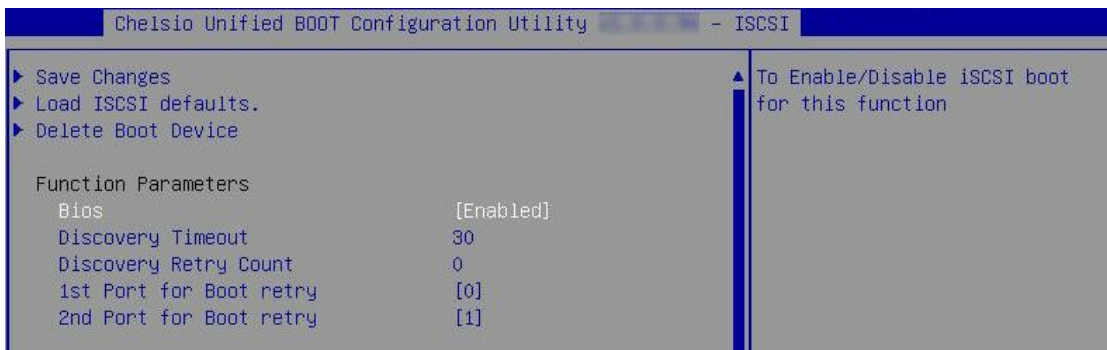 Chelsio Unified BOOT Configuration Utility - ISCSI
Save Changes
Load ISCSI defaults.
Delete Boot Device
Function Parameters
Bios [Enabled]
Discovery Timeout 30
Discovery Retry Count 0
1st Port for Boot retry [0]
2nd Port for Boot retry [1]
To Enable/Disable iSCSI boot
for this function